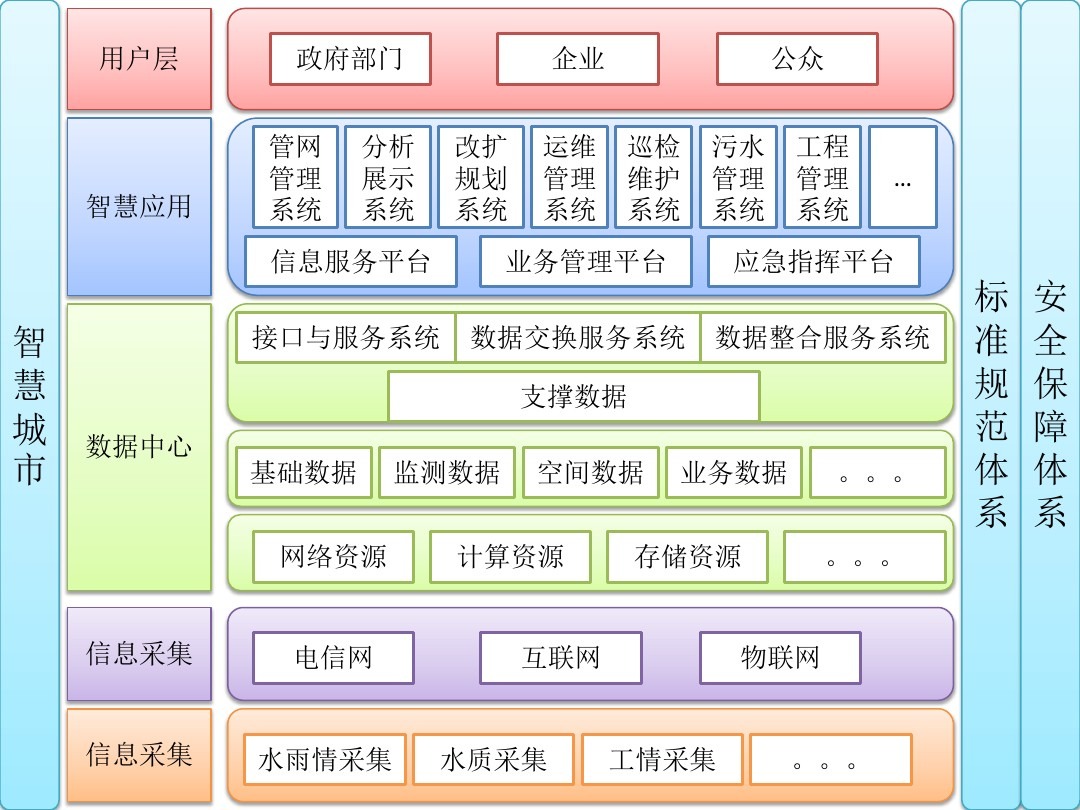 智慧城市
用户层
政府部门
企业
公众
智慧应用
管网
管理
系统
分析
展示
系统
改扩
规划
系统
运维
管理
系统
巡检
维护
系统
污水
管理
系统
工程
管理
系统
...
信息服务平台
业务管理平台
应急指挥平台
数据中心
接口与服务系统
数据交换服务系统
数据整合服务系统
支撑数据
基础数据
监测数据
空间数据
业务数据
。。。
网络资源
计算资源
存储资源
。。。
信息采集
电信网
互联网
物联网
信息采集
水雨情采集
水质采集
工情采集
。。。
标准规范体系
安全保障体系